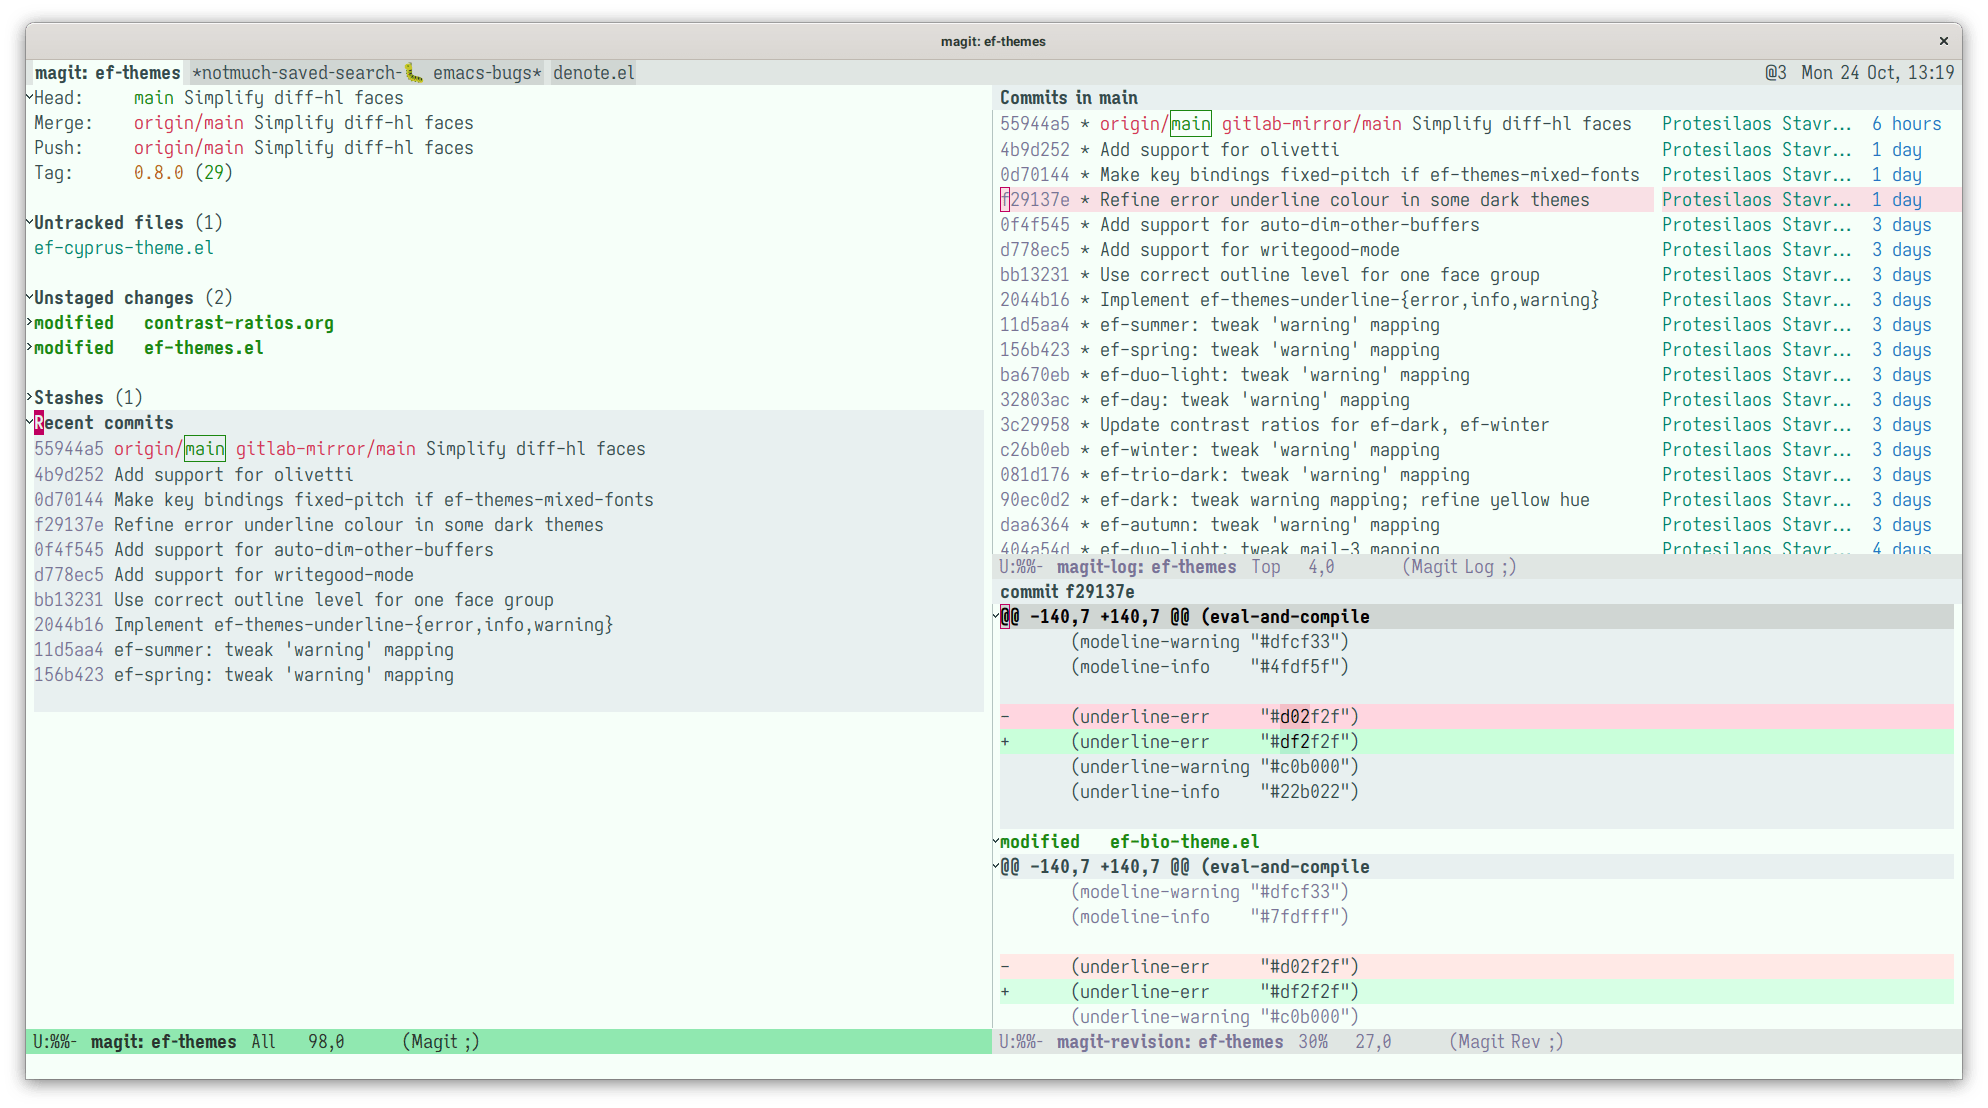 magit: ef-themes
magit: ef-themes *notmuch-saved-search-🐛 emacs-bugs* denote.el @3 Mon 24 Oct, 13:19
Head: main Simplify diff-hl faces
Merge: origin/main Simplify diff-hl faces
Push: origin/main Simplify diff-hl faces
Tag: 0.8.0 (29)
Untracked files (1)
ef-cyprus-theme.el
Unstaged changes (2)
modified contrast-ratios.org
modified ef-themes.el
Stashes (1)
Recent commits
55944a5 origin/main gitlab-mirror/main Simplify diff-hl faces
4b9d252 Add support for olivetti
0d70144 Make key bindings fixed-pitch if ef-themes-mixed-fonts
f29137e Refine error underline colour in some dark themes
0f4f545 Add support for auto-dim-other-buffers
d778ec5 Add support for writegood-mode
bb13231 Use correct outline level for one face group
2044b16 Implement ef-themes-underline-{error,info,warning}
11d5aa4 ef-summer: tweak 'warning' mapping
156b423 ef-spring: tweak 'warning' mapping
U:%%- magit: ef-themes All 98,0 (Magit ;)
Commits in main
55944a5 * origin/main gitlab-mirror/main Simplify diff-hl faces Protesilaos Stavr... 6 hours
4b9d252 * Add support for olivetti Protesilaos Stavr... 1 day
0d70144 * Make key bindings fixed-pitch if ef-themes-mixed-fonts Protesilaos Stavr... 1 day
f29137e * Refine error underline colour in some dark themes Protesilaos Stavr... 1 day
0f4f545 * Add support for auto-dim-other-buffers Protesilaos Stavr... 3 days
d778ec5 * Add support for writegood-mode Protesilaos Stavr... 3 days
bb13231 * Use correct outline level for one face group Protesilaos Stavr... 3 days
2044b16 * Implement ef-themes-underline-{error,info,warning} Protesilaos Stavr... 3 days
11d5aa4 * ef-summer: tweak 'warning' mapping Protesilaos Stavr... 3 days
156b423 * ef-spring: tweak 'warning' mapping Protesilaos Stavr... 3 days
ba670eb * ef-duo-light: tweak 'warning' mapping Protesilaos Stavr... 3 days
32803ac * ef-day: tweak 'warning' mapping Protesilaos Stavr... 3 days
3c29958 * Update contrast ratios for ef-dark, ef-winter Protesilaos Stavr... 3 days
c26b0eb * ef-winter: tweak 'warning' mapping Protesilaos Stavr... 3 days
081d176 * ef-trio-dark: tweak 'warning' mapping Protesilaos Stavr... 3 days
90ec0d2 * ef-dark: tweak warning mapping; refine yellow hue Protesilaos Stavr... 3 days
daa6364 * ef-autumn: tweak 'warning' mapping Protesilaos Stavr... 3 days
404a54d * ef-duo-light: tweak mail-3 mapping Protesilaos Stavr... 4 days
U:%%- magit-log: ef-themes Top 4,0 (Magit Log ;)
commit f29137e
@@ -140,7 +140,7 @@ (eval-and-compile
(modeline-warning "#dfcf33")
(modeline-info "#4fdf5f")
- (underline-err "#d02f2f")
+ (underline-err "#df2f2f")
(underline-warning "#c0b000")
(underline-info "#22b022")
modified ef-bio-theme.el
@@ -140,7 +140,7 @@ (eval-and-compile
(modeline-warning "#dfcf33")
(modeline-info "#7fdfff")
- (underline-err "#d02f2f")
+ (underline-err "#df2f2f")
(underline-warning "#c0b000")
U:%%- magit-revision: ef-themes 30% 27,0 (Magit Rev ;)